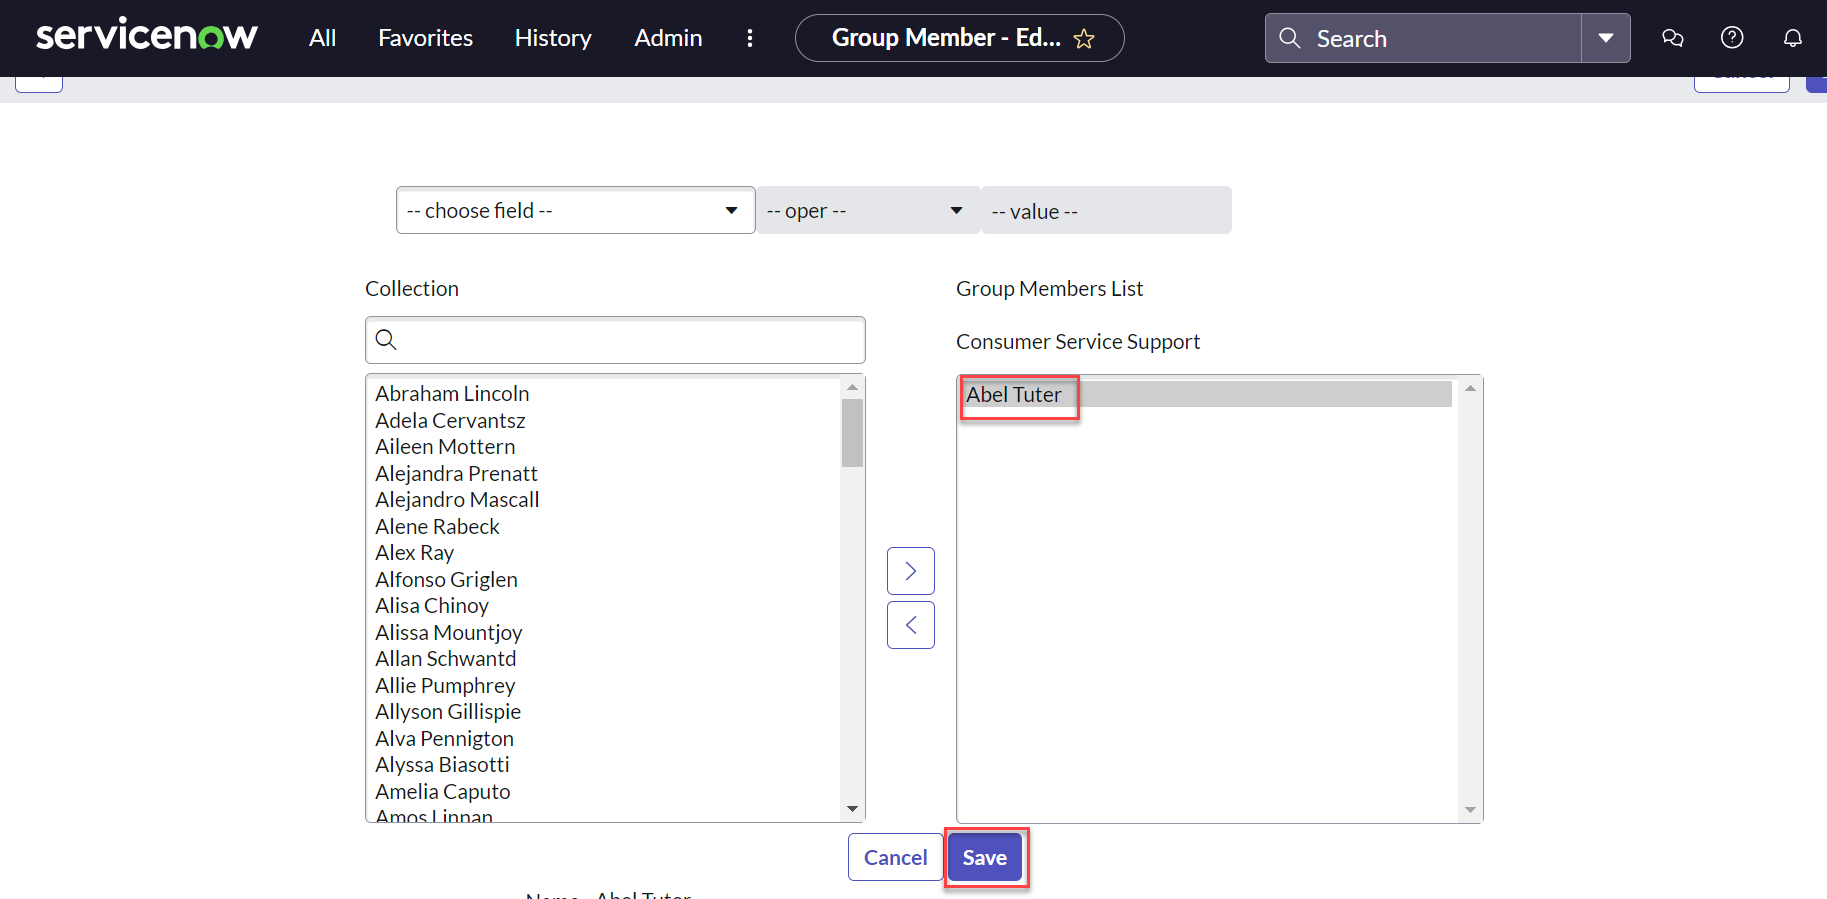 servicenow All Favorites History Admin Group Member - Ed... Search
-- choose field -- -- oper -- -- value --
Collection
Group Members List
Consumer Service Support
Abraham Lincoln
Adela Cervantsz
Aileen Mottern
Alejandra Prenatt
Alejandro Mascall
Alene Rabeck
Alex Ray
Alfonso Griglen
Alisa Chinoy
Alissa Mountjoy
Allan Schwantd
Allie Pumphrey
Allyson Gillispie
Alva Pennigton
Alyssa Biasotti
Amelia Caputo
Amos Linnan
Abel Tuter
Cancel Save
Name Abel Tuter